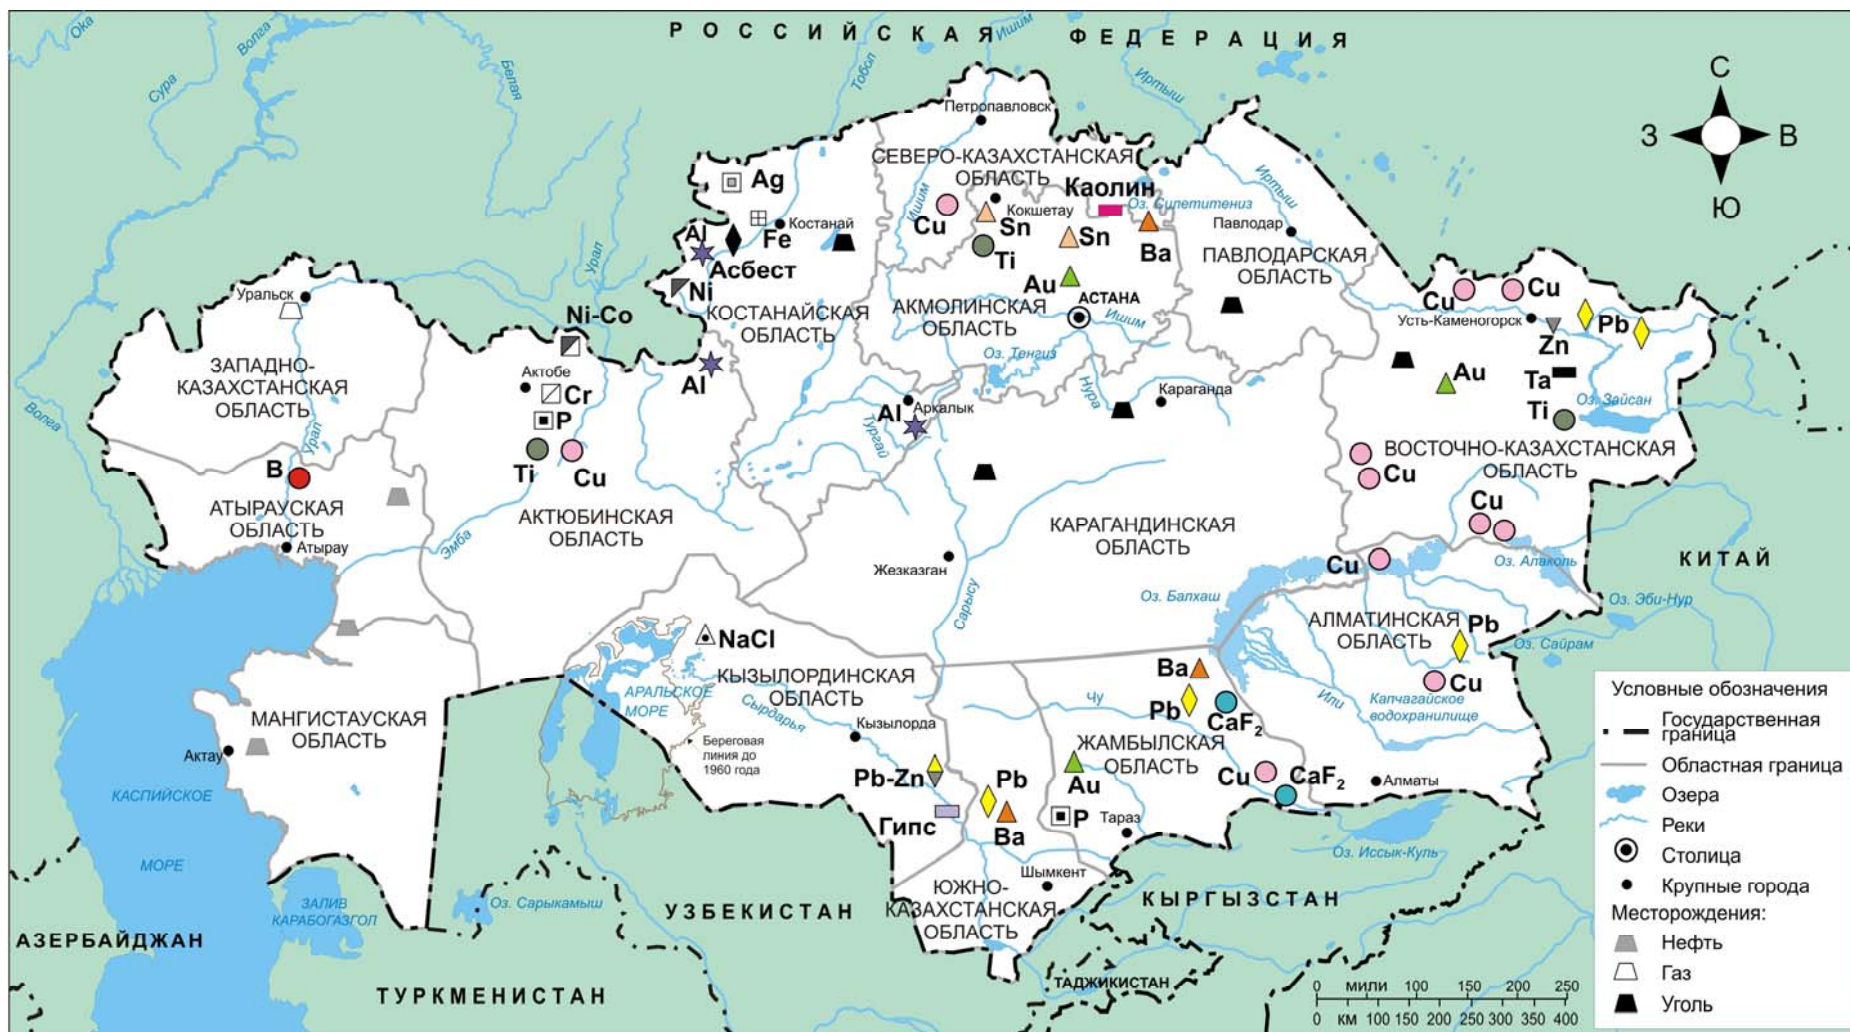 РОССИЙСКАЯ ФЕДЕРАЦИЯ
Ока
Волга
Сура
Белая
Тобол
Ишим
Иртыш
С
З
В
Ю
Петропавловск
СЕВЕРО-КАЗАХСТАНСКАЯ
ОБЛАСТЬ
Ag
Каолин
Ишим
Иртыш
Кокшетау
Оз. Силетитениз
Костанай
Cu
Sn
Sn
Ba
Павлодар
Al
Fe
Ti
ПАВЛОДАРСКАЯ
ОБЛАСТЬ
Урал
Асбест
Au
Ni
Уральск
КОСТАНАЙСКАЯ
ОБЛАСТЬ
АКМОЛИНСКАЯ
ОБЛАСТЬ
АСТАНА
Ишим
Cu
Cu
Усть-Каменогорск
Pb
Zn
Ni-Co
Оз. Тенгиз
ЗАПАДНО-
КАЗАХСТАНСКАЯ
ОБЛАСТЬ
Актобе
Al
Cr
P
Нура
Караганда
Au
Ta
Ti
Оз. Зайсан
Аркалык
Al
Тургай
Волга
Урал
ВОСТОЧНО-КАЗАХСТАНСКАЯ
ОБЛАСТЬ
B
Ti
Cu
Cu
АТЫРАУСКАЯ
ОБЛАСТЬ
Атырау
АКТЮБИНСКАЯ
ОБЛАСТЬ
Эмба
КАРАГАНДИНСКАЯ
ОБЛАСТЬ
Cu
Жезказган
Сарысу
Cu
Оз. Алаколь
КИТАЙ
Оз. Балхаш
Оз. Эби-Нур
АЛМАТИНСКАЯ
ОБЛАСТЬ
Pb
Оз. Сайрам
NaCl
КЫЗЫЛОРДИНСКАЯ
ОБЛАСТЬ
АРАЛЬСКОЕ
МОРЕ
Сырдарья
Ba
Pb
CaF2
Чу
Или
Cu
Капчагайское
водохранилище
МАНГИСТАУСКАЯ
ОБЛАСТЬ
Актау
Кызылорда
Береговая
линия до
1960 года
ЖАМБЫЛСКАЯ
ОБЛАСТЬ
Pb-Zn
Pb
Au
Cu
CaF2
Алматы
КАСПИЙСКОЕ
МОРЕ
Гипс
Ba
P
Тараз
Оз. Иссык-Куль
Шымкент
ЮЖНО-
КАЗАХСТАНСКАЯ
ОБЛАСТЬ
КЫРГЫЗСТАН
ЗАЛИВ
КАРАБОГАЗГОЛ
Оз. Сарыкамыш
УЗБЕКИСТАН
АЗЕРБАЙДЖАН
ТУРКМЕНИСТАН
ТАДЖИКИСТАН
Условные обозначения
Государственная
граница
Областная граница
Озера
Реки
Столица
Крупные города
Месторождения:
Нефть
Газ
Уголь
0 МИЛИ 100 150 200 250
0 КМ 100 150 200 250 300 350 400